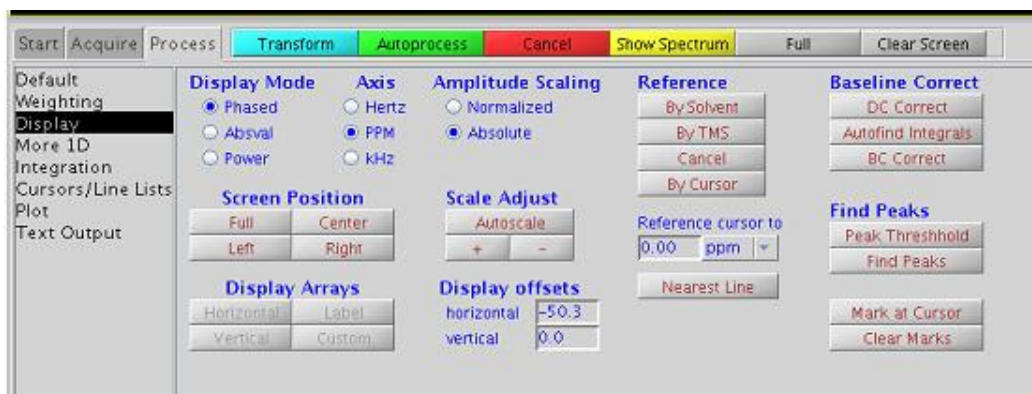 Start Acquire Process Transform Autoprocess Cancel Show Spectrum Full Clear Screen
Default
Weighting
Display
More 1D
Integration
Cursors/Line Lists
Plot
Text Output
Display Mode
Phased
Absval
Power
Axis
Hertz
PPM
kHz
Amplitude Scaling
Normalized
Absolute
Screen Position
Full Center
Left Right
Scale Adjust
Autoscale
+ -
Display Arrays
Horizontal Label
Vertical Custom
Display offsets
horizontal -50.3
vertical 0.0
Reference
By Solvent
By TMS
Cancel
By Cursor
Reference cursor to
0.00 ppm
Nearest Line
Baseline Correct
DC Correct
Autofind Integrals
BC Correct
Find Peaks
Peak Threshhold
Find Peaks
Mark at Cursor
Clear Marks